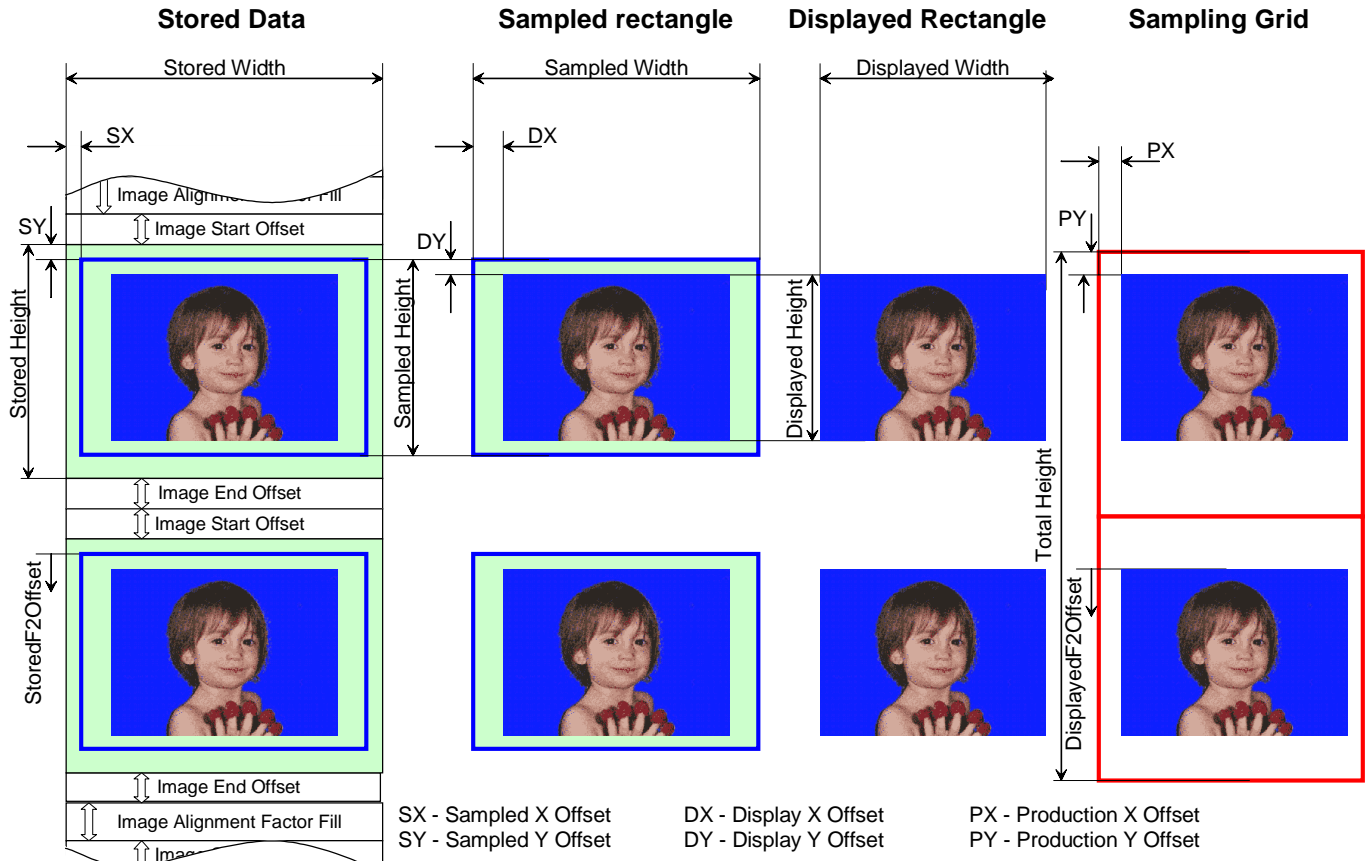 Stored Data
Sampled rectangle
Displayed Rectangle
Sampling Grid
Stored Width
Sampled Width
Displayed Width
SX
DX
PX
Image Fill
SY
Image Start Offset
DY
PY
Stored Height
Sampled Height
Displayed Height
Total Height
Image End Offset
Image Start Offset
StoredF2Offset
DisplayedF2Offset
Image End Offset
Image Alignment Factor Fill
SX - Sampled X Offset
DX - Display X Offset
PX - Production X Offset
SY - Sampled Y Offset
DY - Display Y Offset
PY - Production Y Offset